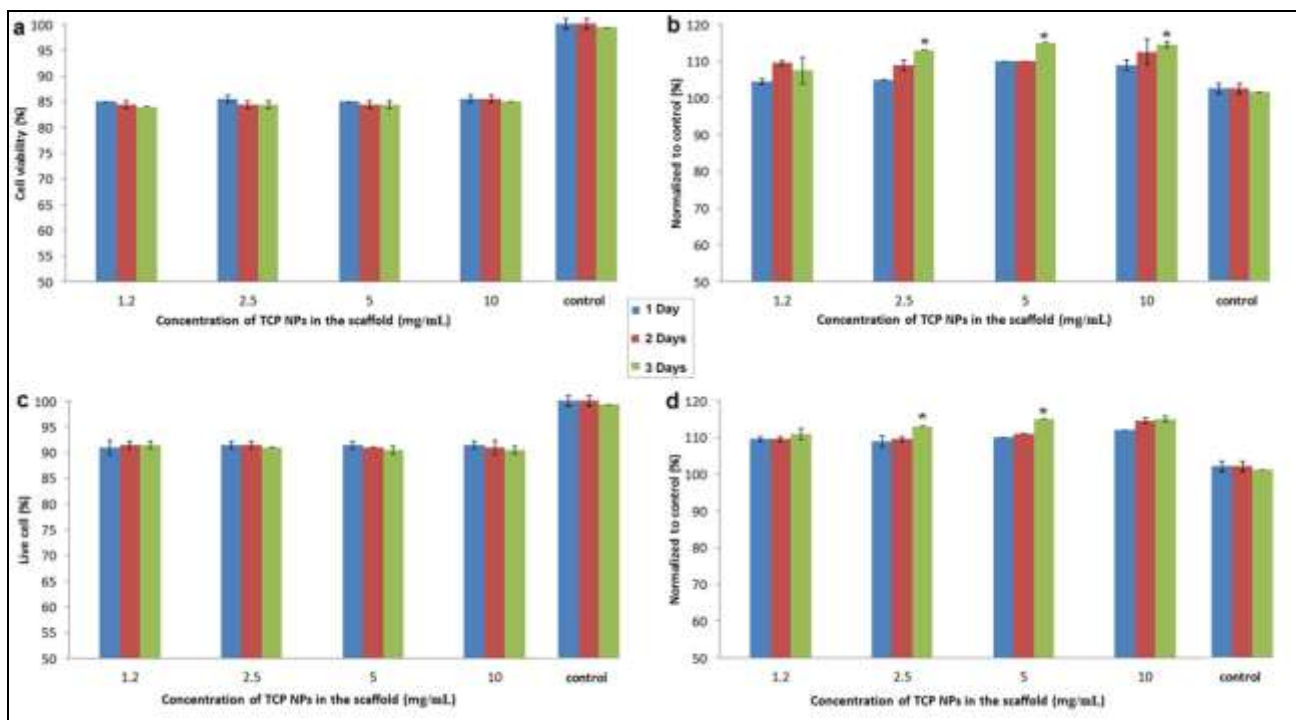 a
100
95
90
85
80
75
70
65
60
55
50
Cell viability (%)
1.2 2.5 5 10 control
Concentration of TCP NPs in the scaffold (mg/mL)
b
120
110
100
90
80
70
60
50
Normalized to control (%)
* * *
1.2 2.5 5 10 control
Concentration of TCP NPs in the scaffold (mg/mL)
1 Day
2 Days
3 Days
c
100
95
90
85
80
75
70
65
60
55
50
Live cell (%)
1.2 2.5 5 10 control
Concentration of TCP NPs in the scaffold (mg/mL)
d
120
110
100
90
80
70
60
50
Normalized to control (%)
* *
1.2 2.5 5 10 control
Concentration of TCP NPs in the scaffold (mg/mL)